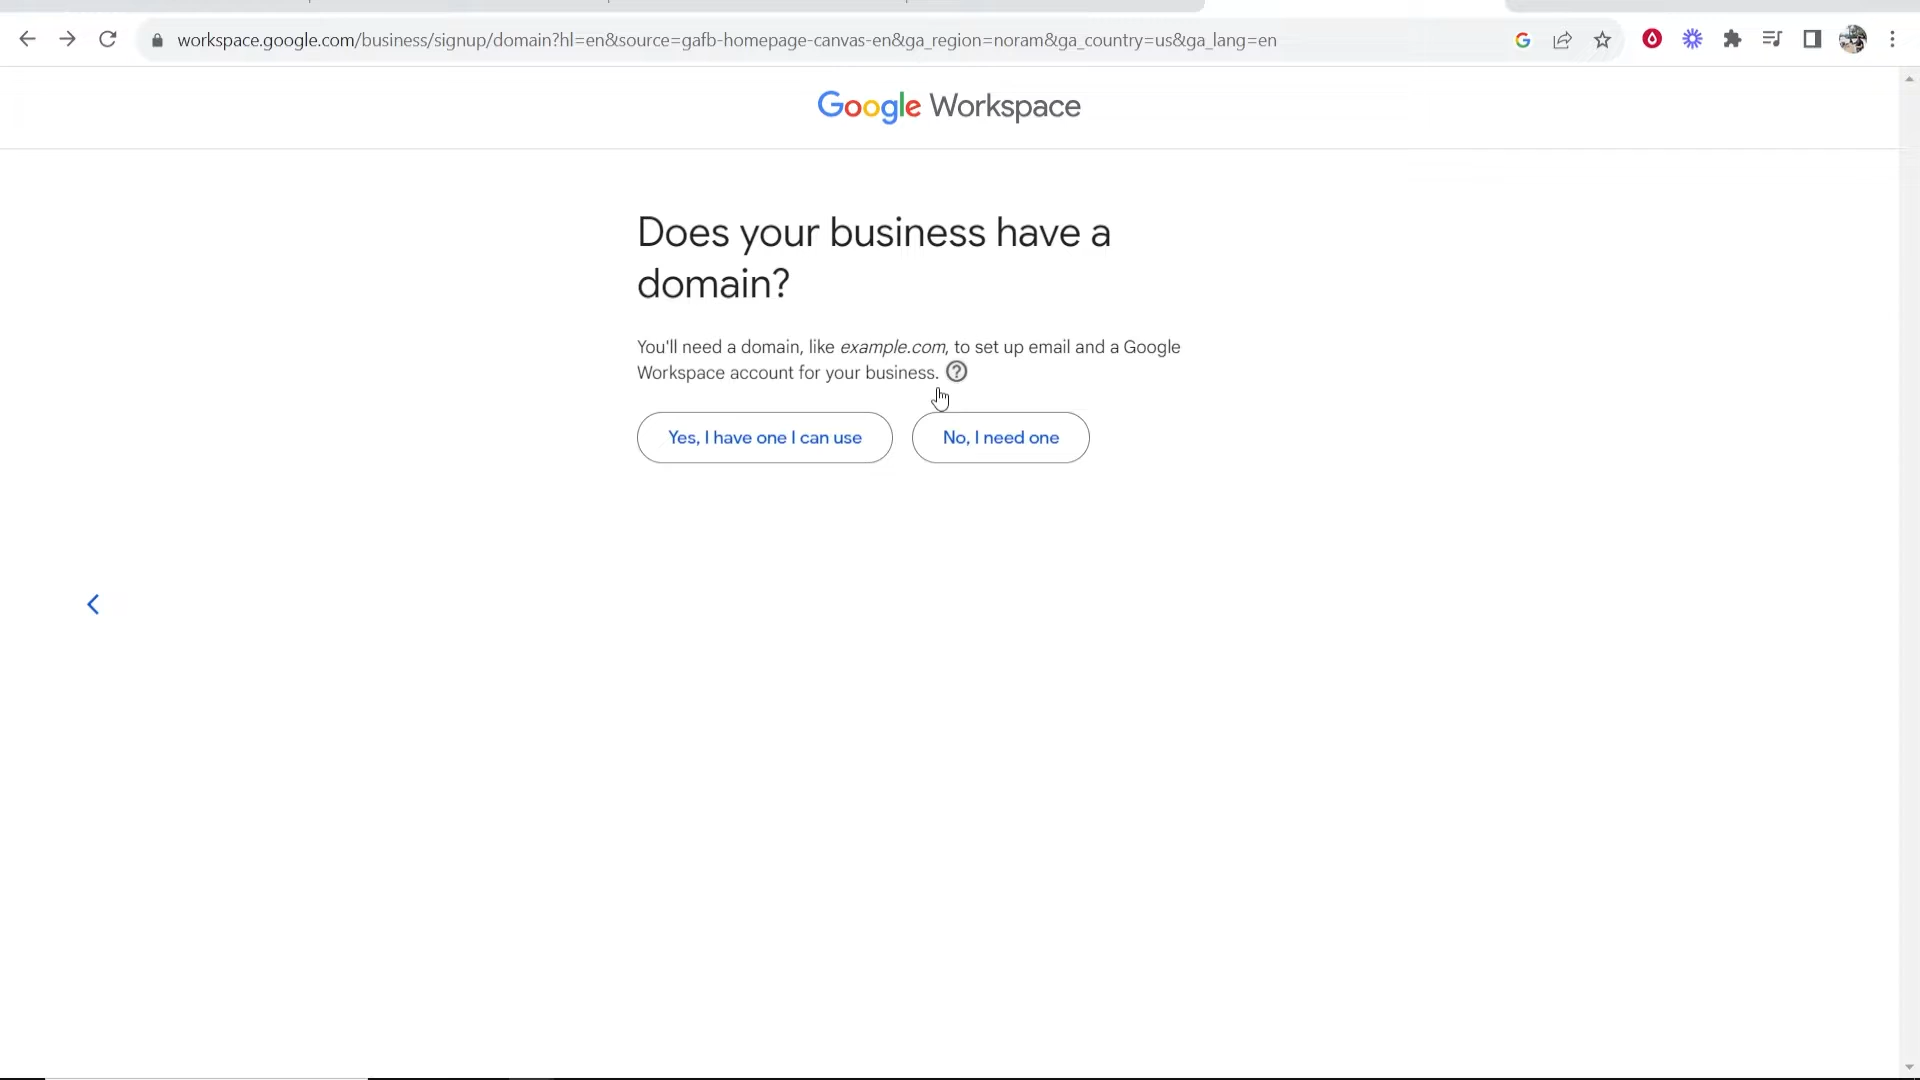 workspace.google.com/business/signup/domain?hl=en&source=gafb-homepage-canvas-en&ga_region=noram&ga_country=us&ga_lang=en
Google Workspace
Does your business have a
domain?
You'll need a domain, like example.com, to set up email and a Google
Workspace account for your business.
Yes, I have one I can use
No, I need one